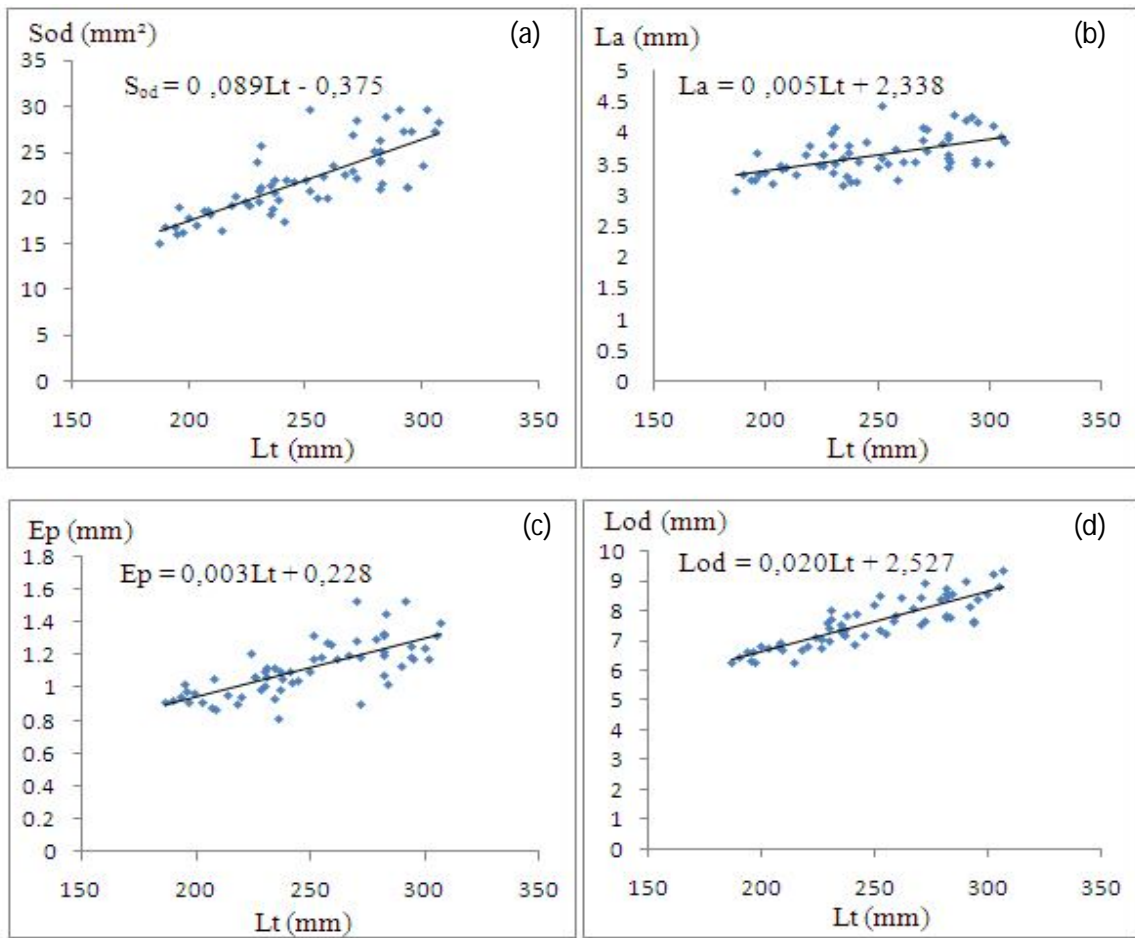 Sod (mm²)
(a)
Sod = 0 ,089Lt - 0,375
35
30
25
20
15
10
5
0
150 200 250 300 350
Lt (mm)
La (mm)
(b)
La = 0 ,005Lt + 2,338
5
4.5
4
3.5
3
2.5
2
1.5
1
0.5
0
150 200 250 300 350
Lt (mm)
Ep (mm)
(c)
Ep = 0,003Lt + 0,228
1.8
1.6
1.4
1.2
1
0.8
0.6
0.4
0.2
0
150 200 250 300 350
Lt (mm)
Lod (mm)
(d)
Lod = 0,020Lt + 2,527
10
9
8
7
6
5
4
3
2
1
0
150 200 250 300 350
Lt (mm)